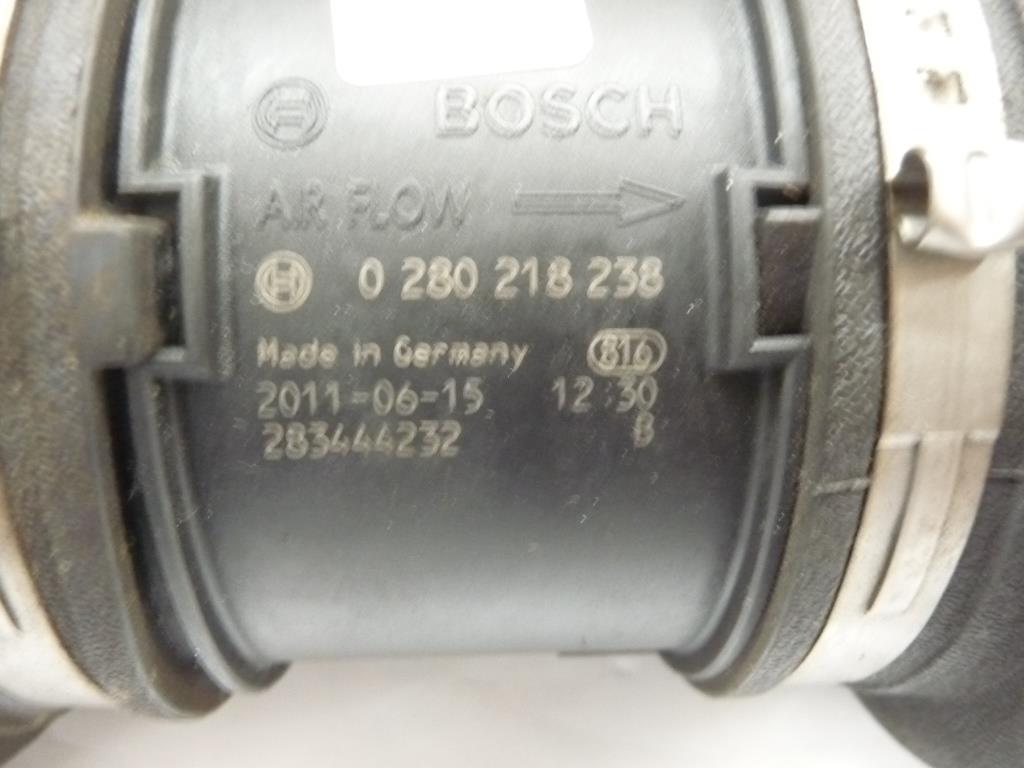 BOSCH
AIR FLOW
0 280 218 238
Made in Germany 816
2011-06-15 12:30
283444232 B